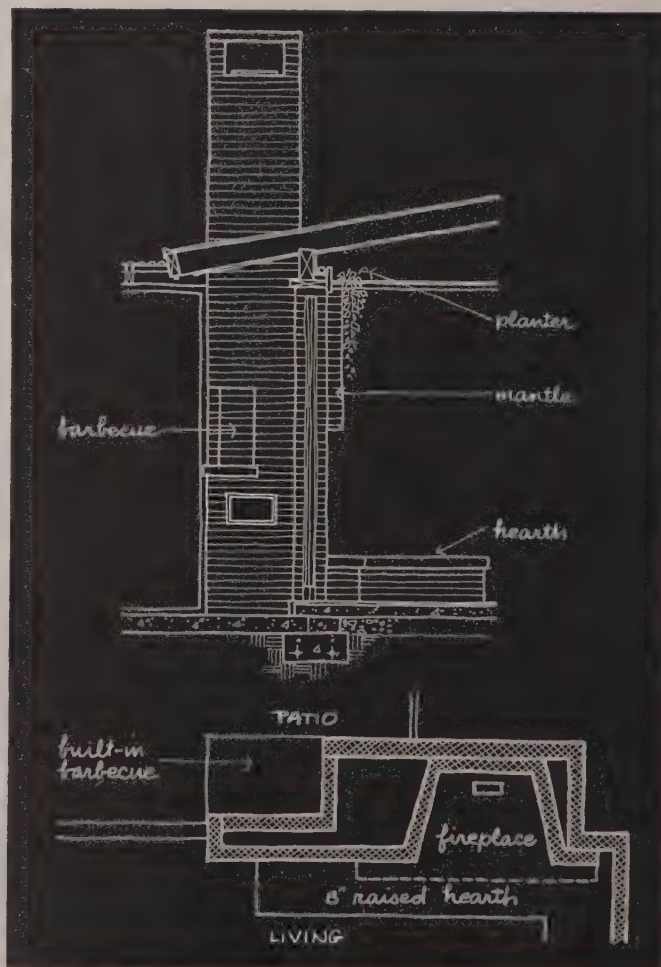 planter
mantle
barbecue
hearth
PATIO
built-in
barbecue
fireplace
8" raised hearth
LIVING